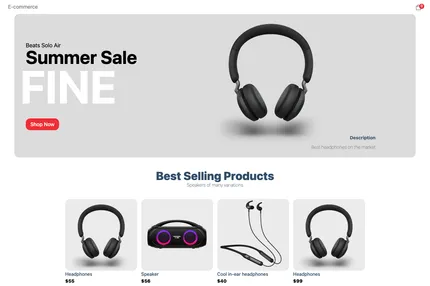 E-commerce
0
Beats Solo Air
Summer Sale
FINE
Shop Now
Description
Best headphones on the market
Best Selling Products
Speakers of many variations
Headphones
$55
Speaker
$56
Cool in-ear headphones
$40
Headphones
$99